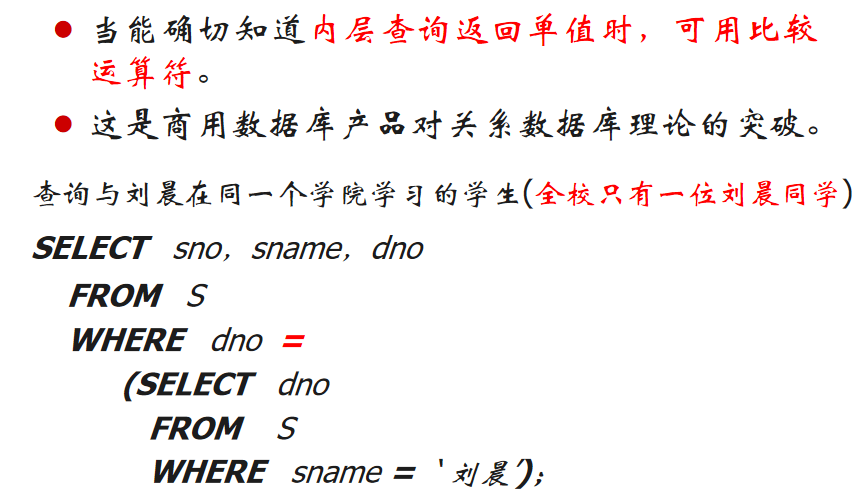 ● 当能确切知道内层查询返回单值时，可用比较
运算符。
● 这是商用数据库产品对关系数据库理论的突破。
查询与刘晨在同一个学院学习的学生(全校只有一位刘晨同学)
SELECT sno，sname，dno
FROM S
WHERE dno =
(SELECT dno
FROM S
WHERE sname = ‘刘晨’);